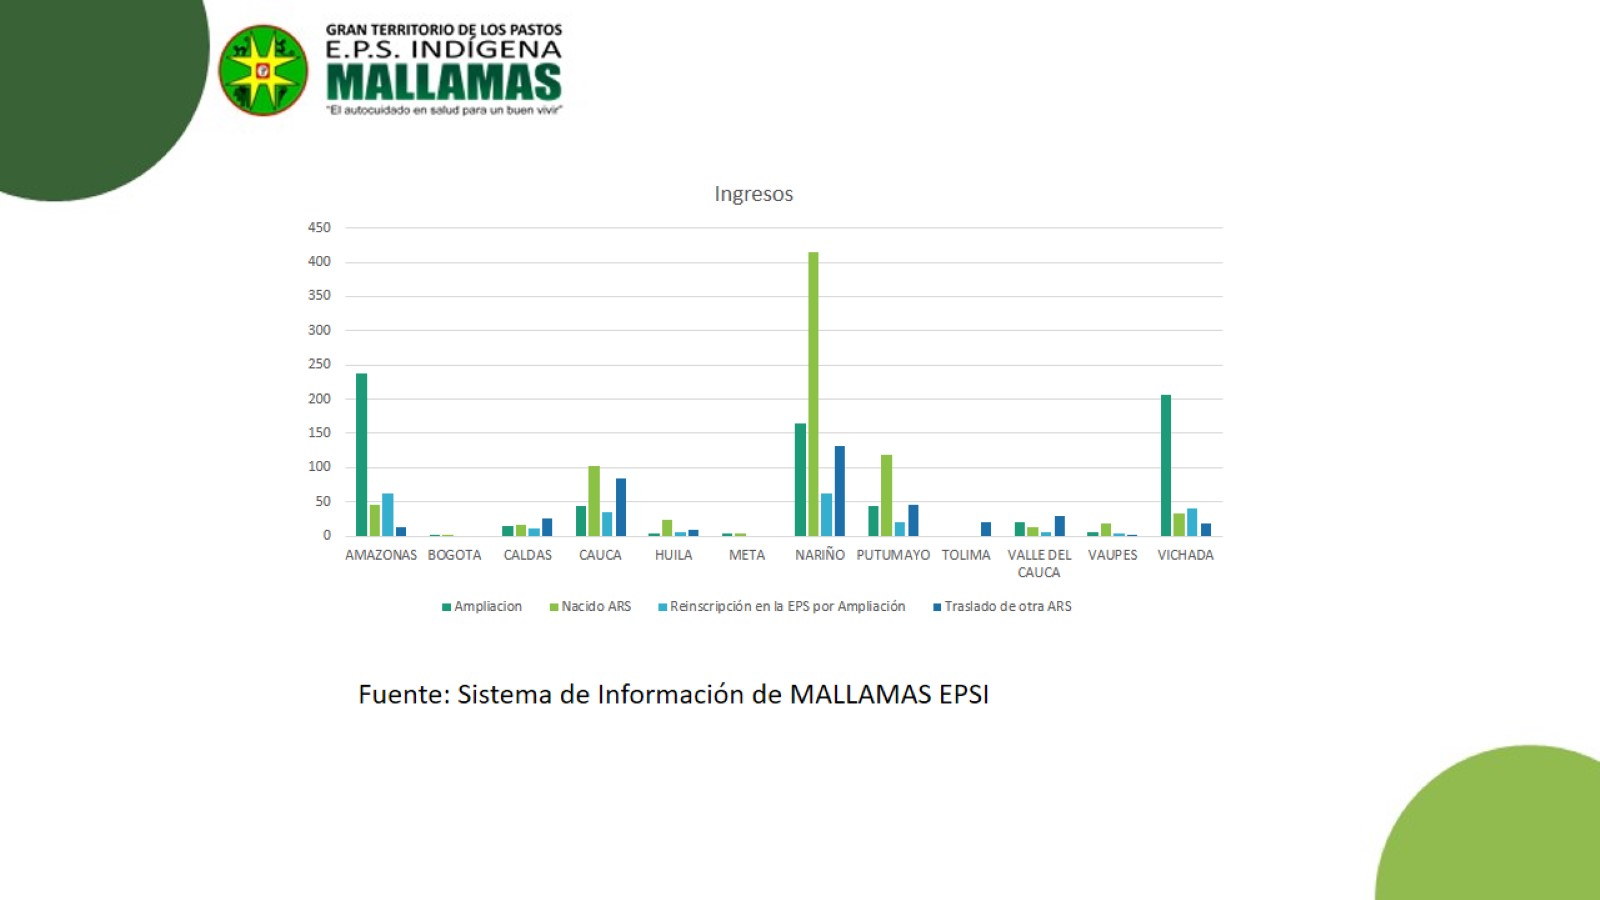 GRAN TERRITORIO DE LOS PASTOS
E.P.S. INDÍGENA
MALLAMAS
"El autocuidado en salud para un buen vivir"
Ingresos
450
400
350
300
250
200
150
100
50
0
AMAZONAS BOGOTA CALDAS CAUCA HUILA META NARIÑO PUTUMAYO TOLIMA VALLE DEL CAUCA VAUPES VICHADA
Ampliacion Nacido ARS Reinscripción en la EPS por Ampliación Traslado de otra ARS
Fuente: Sistema de Información de MALLAMAS EPSI